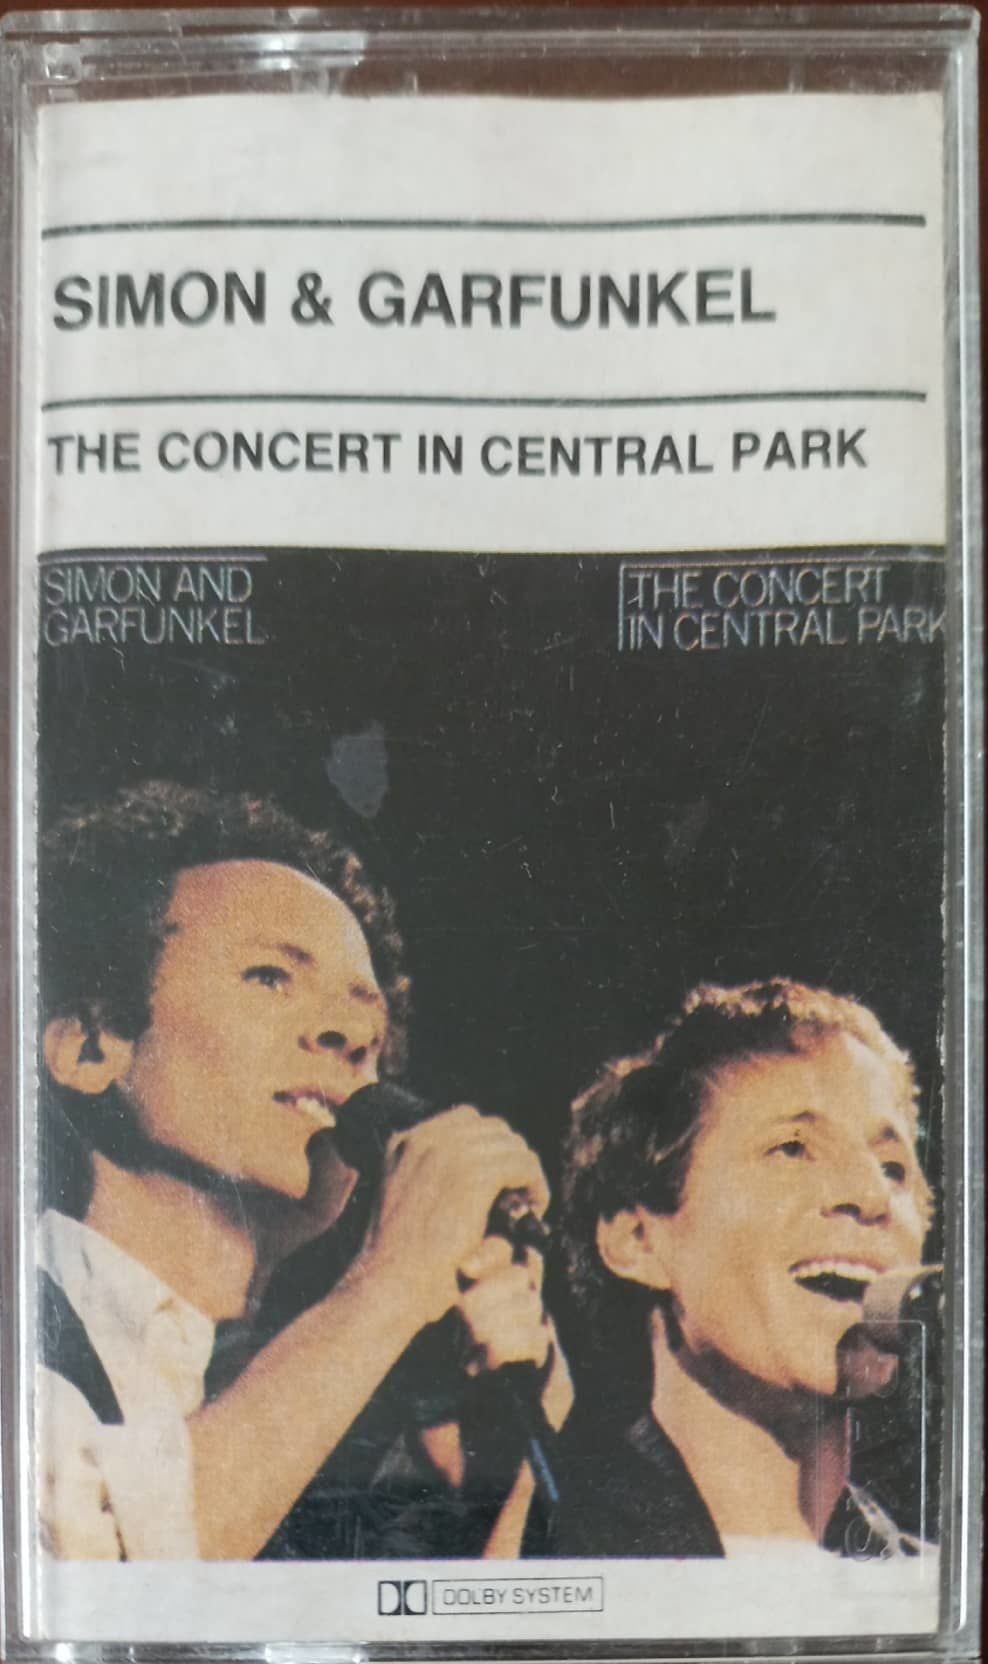 SIMON & GARFUNKEL
THE CONCERT IN CENTRAL PARK
SIMON AND
GARFUNKEL
THE CONCERT
IN CENTRAL PARK
DOLBY SYSTEM